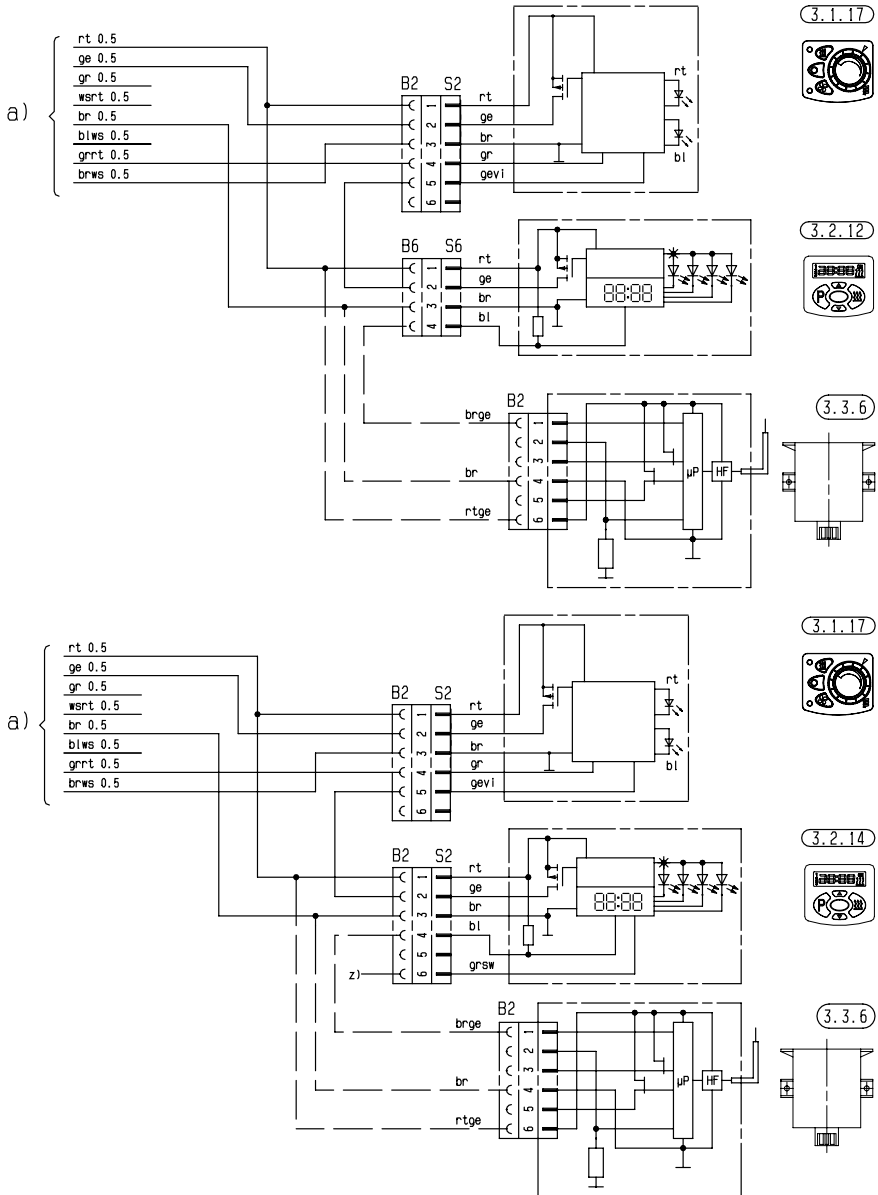 rt 0.5
ge 0.5
gr 0.5
wsrt 0.5
br 0.5
blws 0.5
grrt 0.5
brws 0.5
a)
B2 S2
1 rt
2 ge
3 br
4 gr
5 gevi
6
rt
bl
3.1.17
B6 S6
1 rt
2 ge
3 br
4 bl
88:88
3.2.12
88:88
P
B2
brge 1
2
3
br 4
5
rtge 6
µP
HF
3.3.6
rt 0.5
ge 0.5
gr 0.5
wsrt 0.5
br 0.5
blws 0.5
grrt 0.5
brws 0.5
a)
B2 S2
1 rt
2 ge
3 br
4 gr
5 gevi
6
rt
bl
3.1.17
B2 S2
1 rt
2 ge
3 br
4 bl
5
z) 6 grsw
88:88
3.2.14
88:88
P
B2
brge 1
2
3
br 4
5
rtge 6
µP
HF
3.3.6